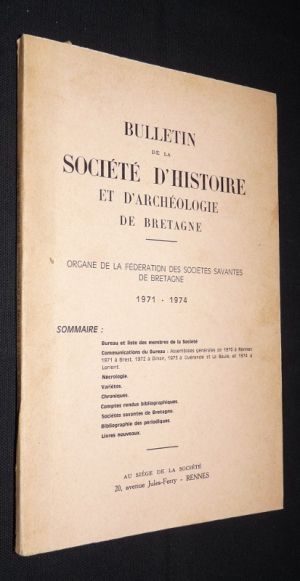 BULLETIN
DE LA
SOCIÉTÉ D'HISTOIRE
ET D'ARCHÉOLOGIE
DE BRETAGNE
ORGANE DE LA FÉDÉRATION DES SOCIÉTÉS SAVANTES
DE BRETAGNE
1971 - 1974
SOMMAIRE :
Bureau et liste des membres de la Société
Communications du Bureau : Assemblées générales de 1970 à Rennes
1971 à Brest, 1972 à Dinan, 1973 à Guérande et La Baule, et 1974 à
Lorient.
Nécrologie.
Variétés.
Chroniques.
Comptes rendus bibliographiques.
Sociétés savantes de Bretagne.
Bibliographie des périodiques.
Livres nouveaux.
AU SIÈGE DE LA SOCIÉTÉ
20, avenue Jules-Ferry - RENNES